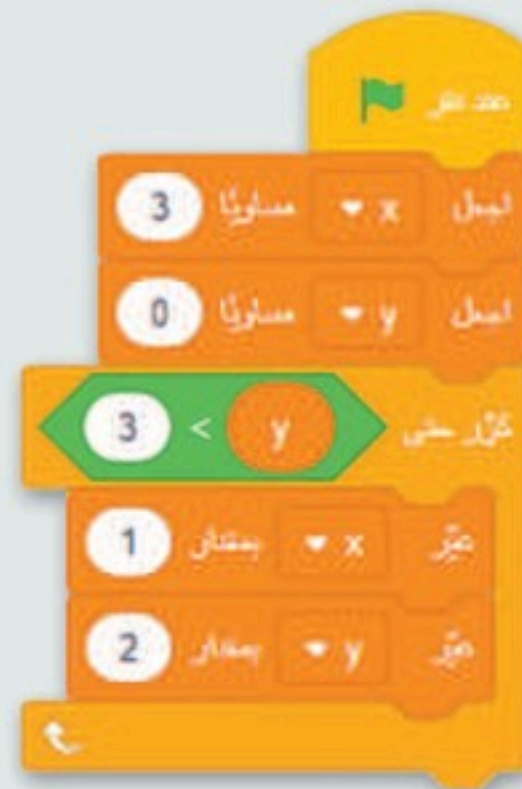 عند نقر
اجعل x مساويًا 3
اجعل y مساويًا 0
كرِّر حتى y < 3
غيِّر x بمقدار 1
غيِّر y بمقدار 2